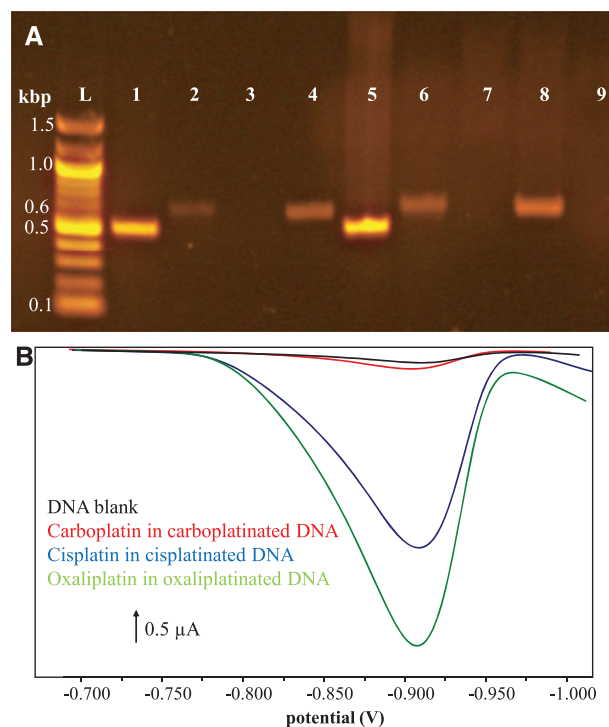 A
kbp L 1 2 3 4 5 6 7 8 9
1.5
1.0
0.6
0.5
0.1
B
DNA blank
Carboplatin in carboplatinated DNA
Cisplatin in cisplatinated DNA
Oxaliplatin in oxaliplatinated DNA
0.5 µA
-0.700 -0.750 -0.800 -0.850 -0.900 -0.950 -1.000
potential (V)